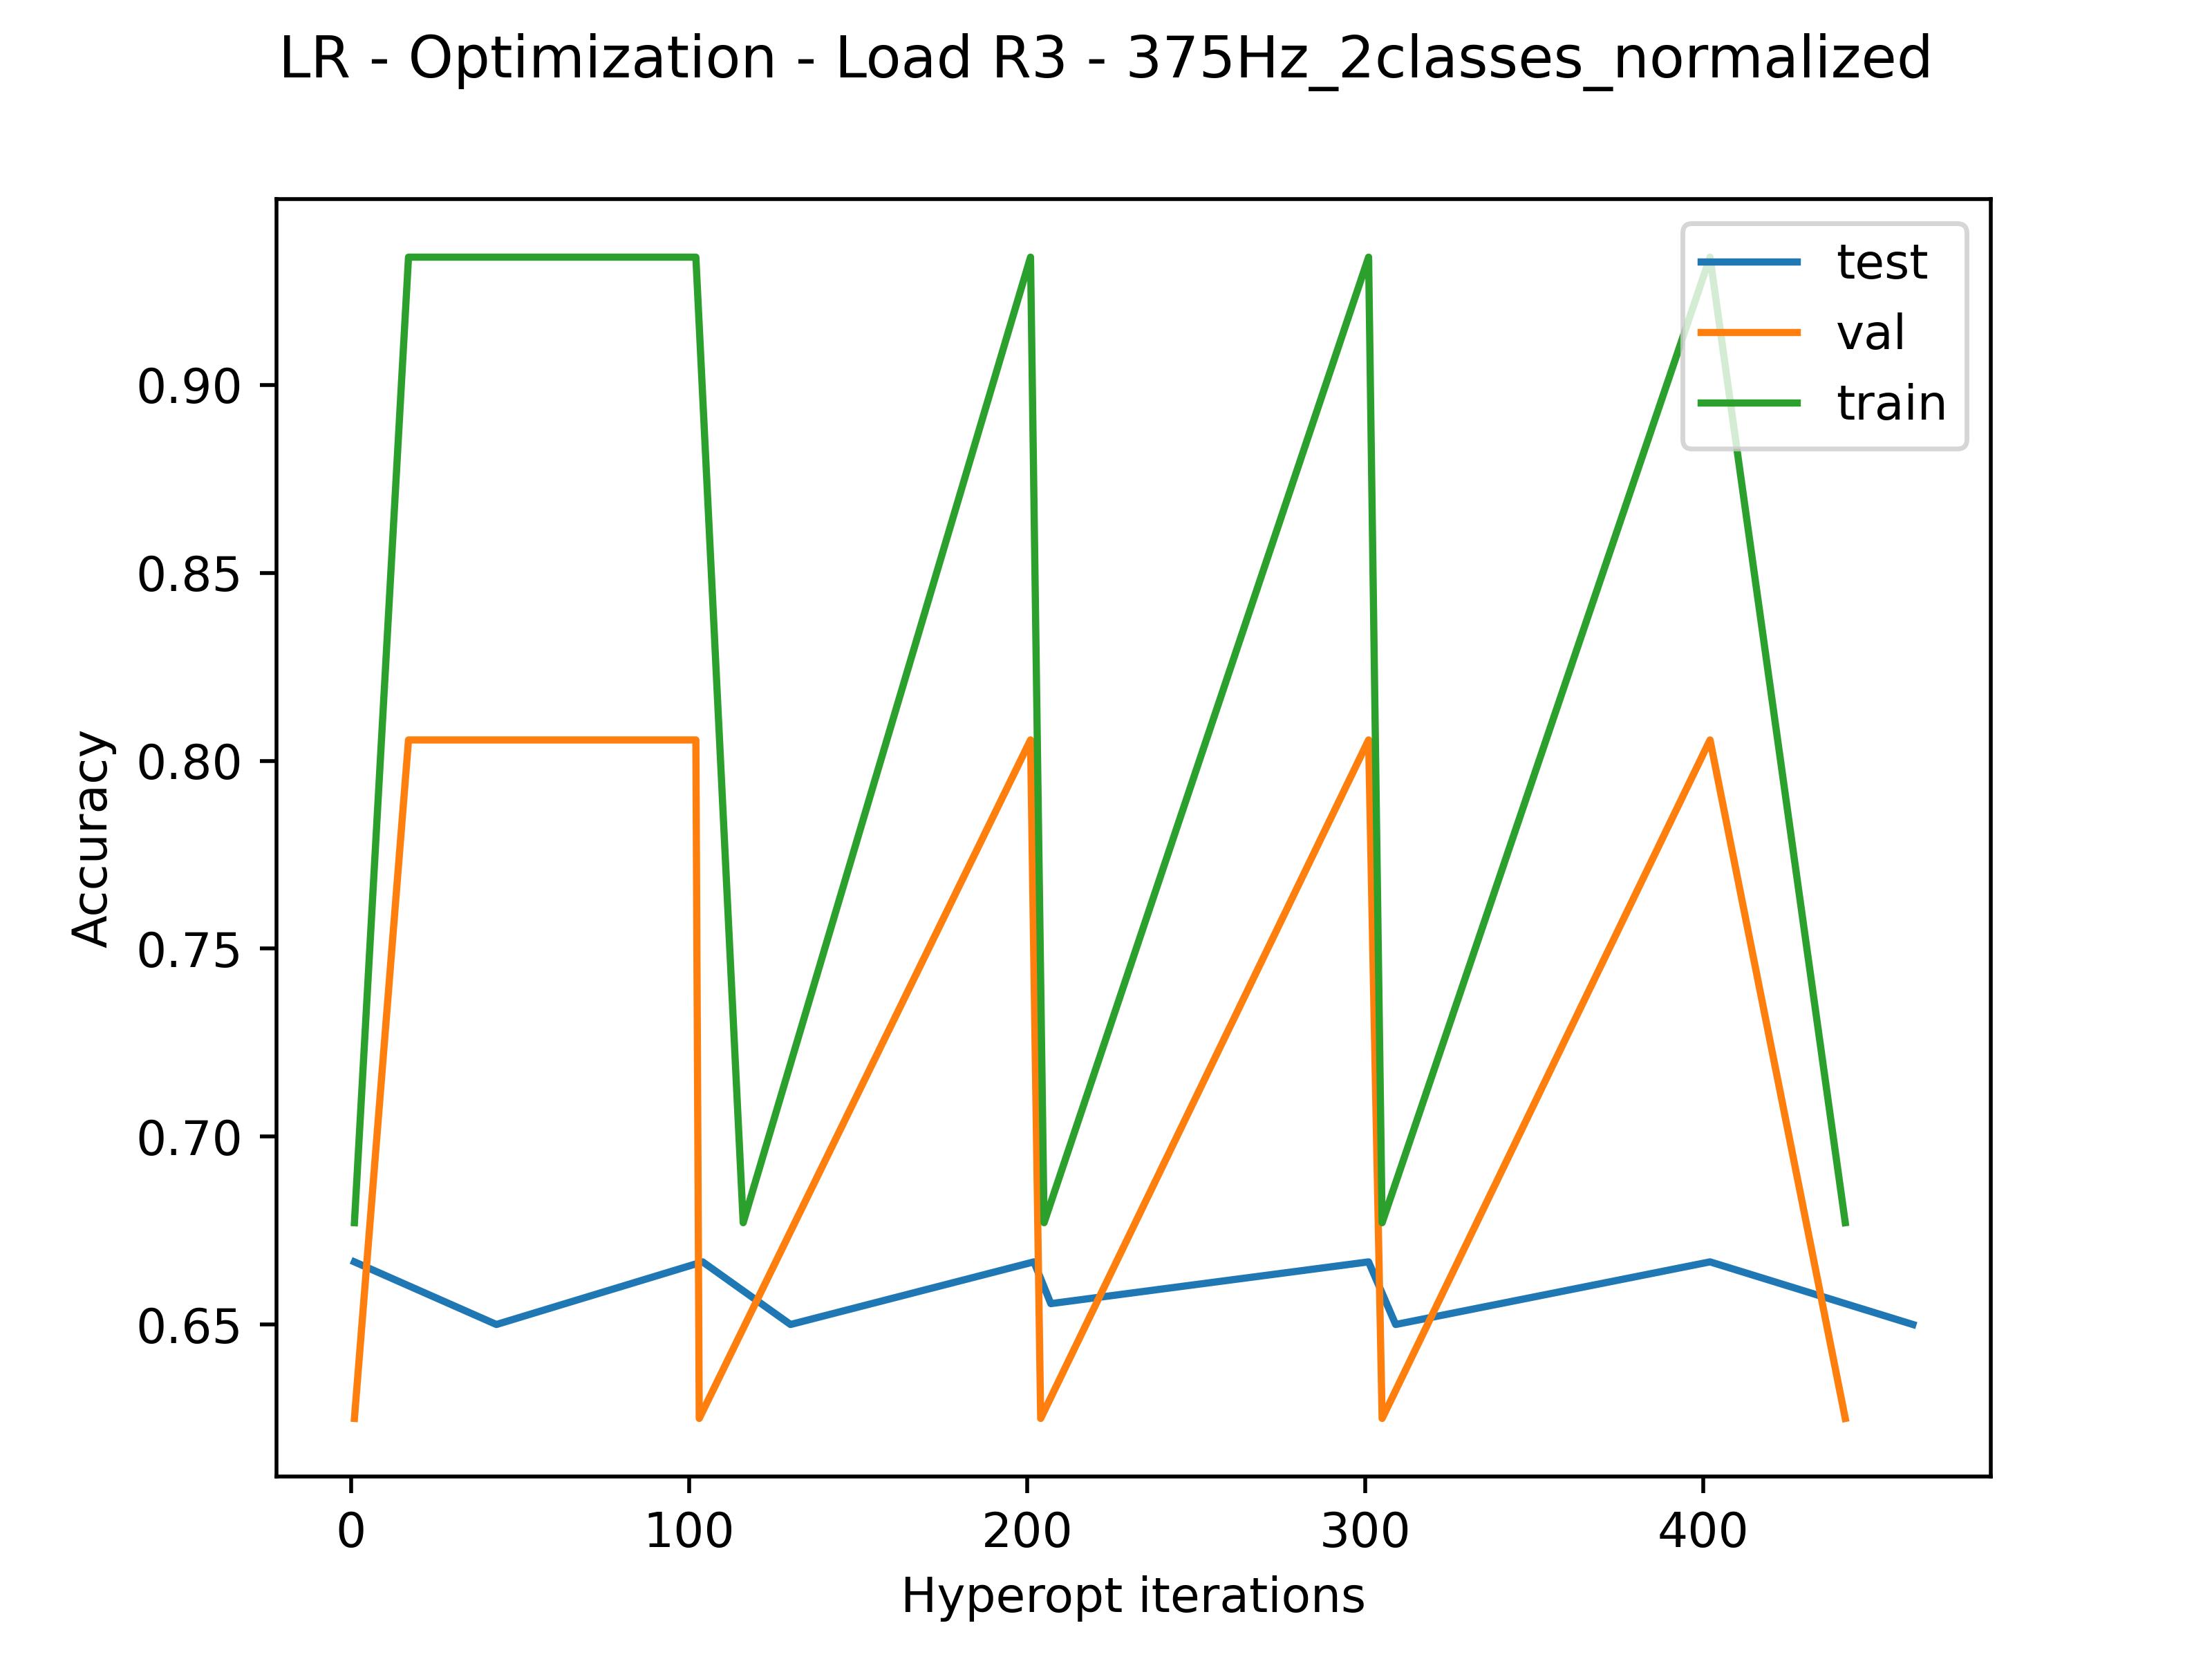 LR - Optimization - Load R3 - 375Hz_2classes_normalized
test
val
train
0.90
0.85
0.80
0.75
0.70
0.65
Accuracy
0 100 200 300 400
Hyperopt iterations